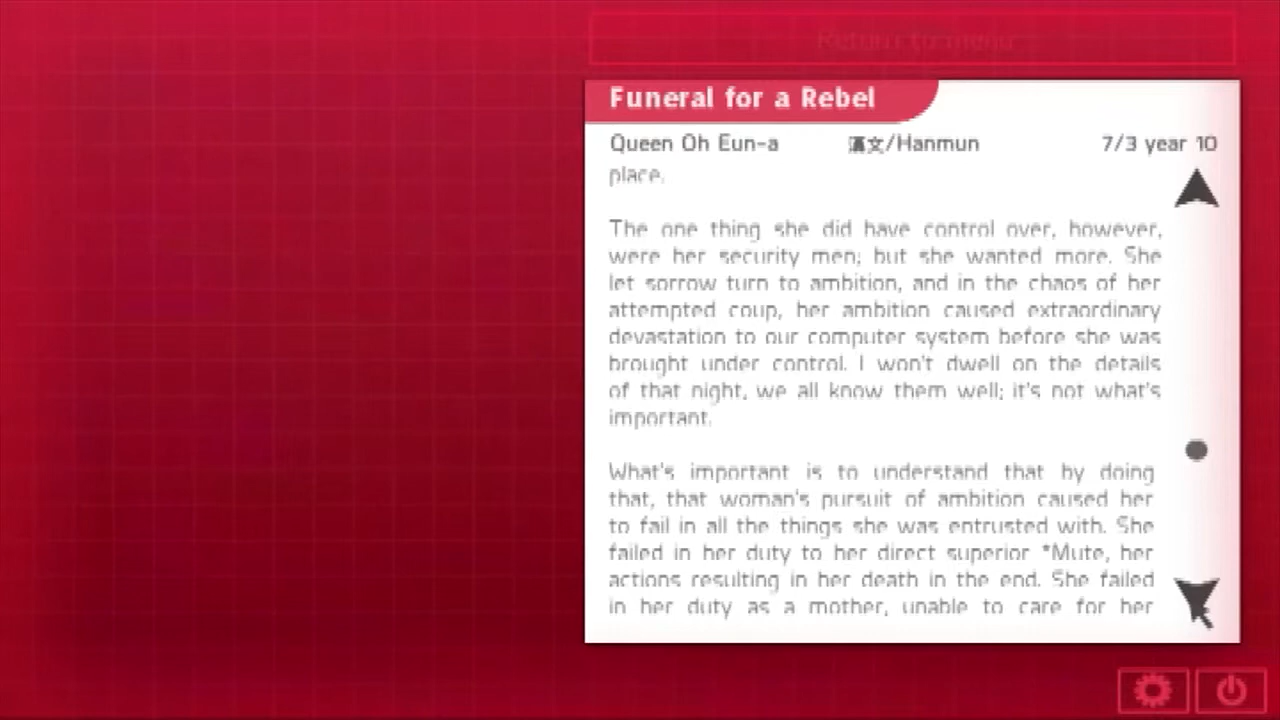 Return to menu
Funeral for a Rebel
Queen Oh Eun-a 漢文/Hanmun 7/3 year 10
place.
The one thing she did have control over, however,
were her security men; but she wanted more. She
let sorrow turn to ambition, and in the chaos of her
attempted coup, her ambition caused extraordinary
devastation to our computer system before she was
brought under control. I won't dwell on the details
of that night, we all know them well; it's not what's
important.
What's important is to understand that by doing
that, that woman's pursuit of ambition caused her
to fail in all the things she was entrusted with. She
failed in her duty to her direct superior *Mute, her
actions resulting in her death in the end. She failed
in her duty as a mother, unable to care for her